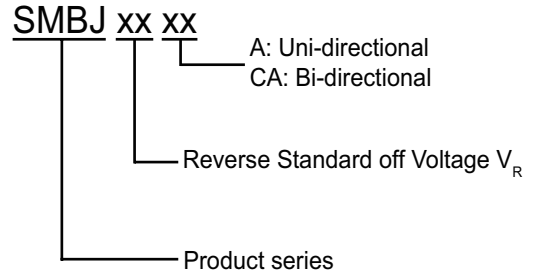 SMBJ xx xx
A: Uni-directional
CA: Bi-directional
Reverse Standard off Voltage VR
Product series